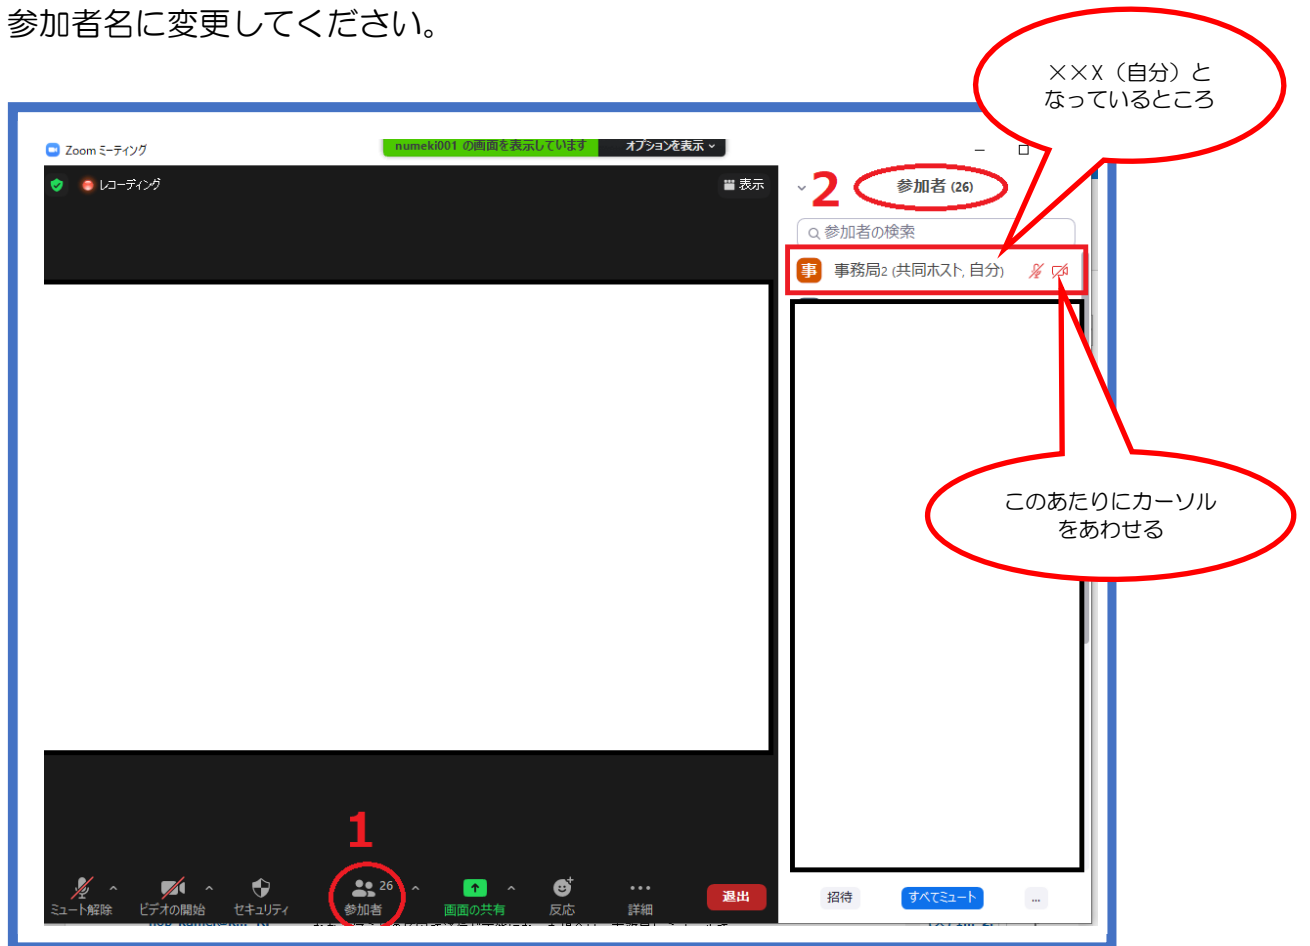 参加者名に変更してください。
××X（自分）と
なっているところ
Zoom ミーティング
numeki001 の画面を表示しています
オプションを表示
レコーディング
表示
2
参加者 (26)
参加者の検索
事
事務局2 (共同ホスト, 自分)
このあたりにカーソル
をあわせる
1
ミュート解除
ビデオの開始
セキュリティ
26
参加者
画面の共有
反応
詳細
退出
招待
すべてミュート
...